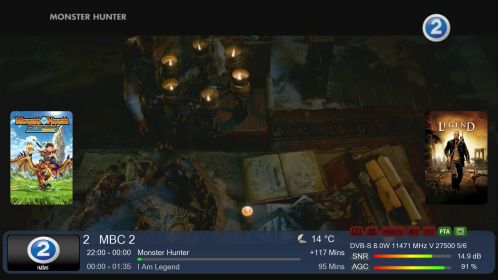 MONSTER HUNTER
2
LEGEND
2 MBC 2
14 °C
22:00 - 00:00 Monster Hunter +117 Mins
00:00 - 01:35 I Am Legend 95 Mins
FTA
DVB-S 8.0W 11471 MHz V 27500 5/6
SNR 14.9 dB
AGC 91 %
2